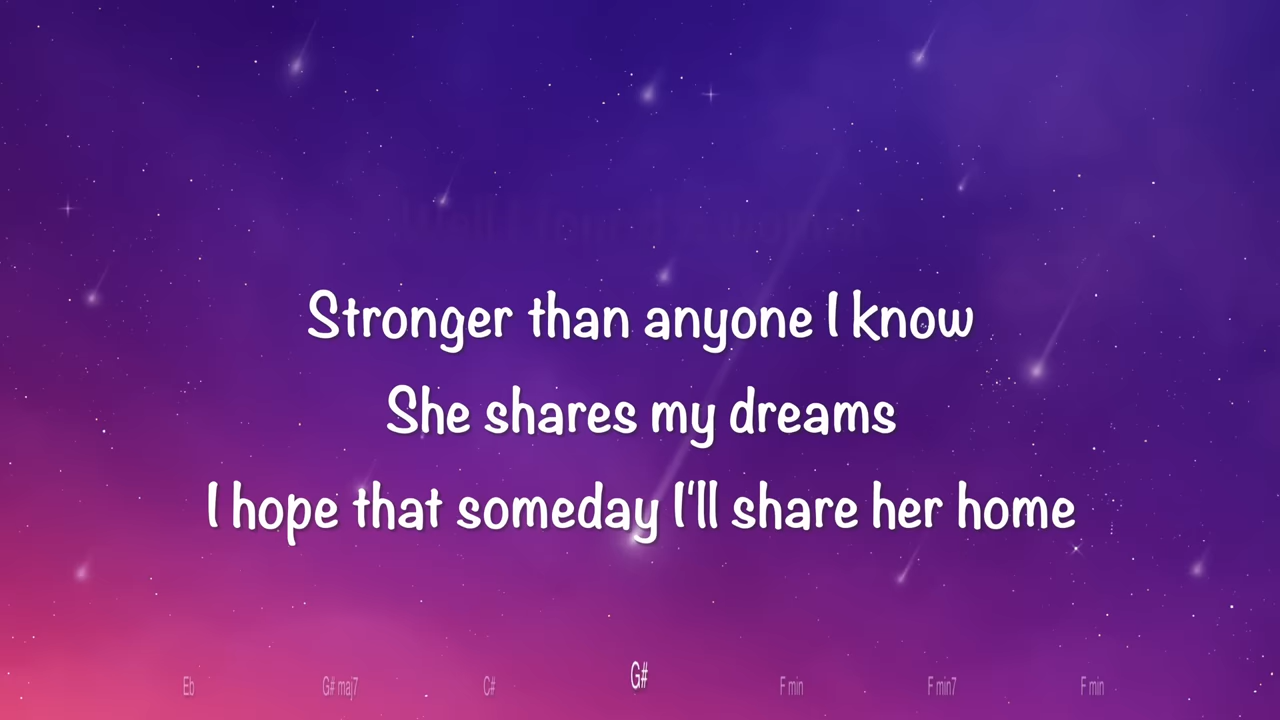 Stronger than anyone I know
She shares my dreams
I hope that someday I'll share her home
Eb G# maj7 C# G# F min F min7 F min